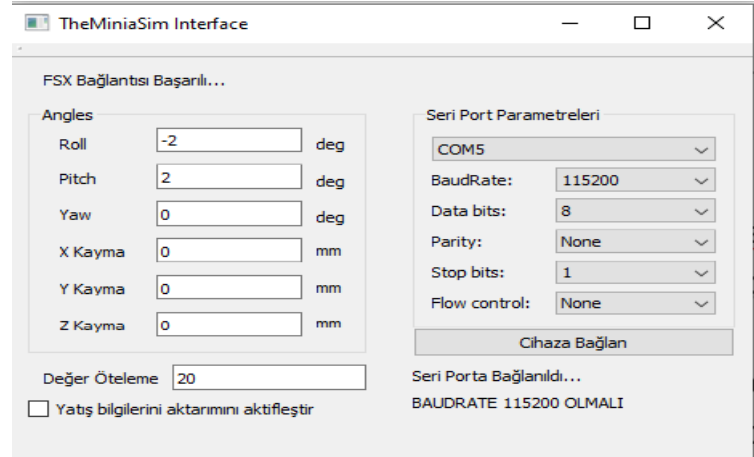 TheMiniaSim Interface
FSX Bağlantısı Başarılı...
Angles
Roll -2 deg
Pitch 2 deg
Yaw 0 deg
X Kayma 0 mm
Y Kayma 0 mm
Z Kayma 0 mm
Değer Öteleme 20
Yatış bilgilerini aktarımını aktifleştir
Seri Port Parametreleri
COM5
BaudRate: 115200
Data bits: 8
Parity: None
Stop bits: 1
Flow control: None
Cihaza Bağlan
Seri Porta Bağlanıldı...
BAUDRATE 115200 OLMALI